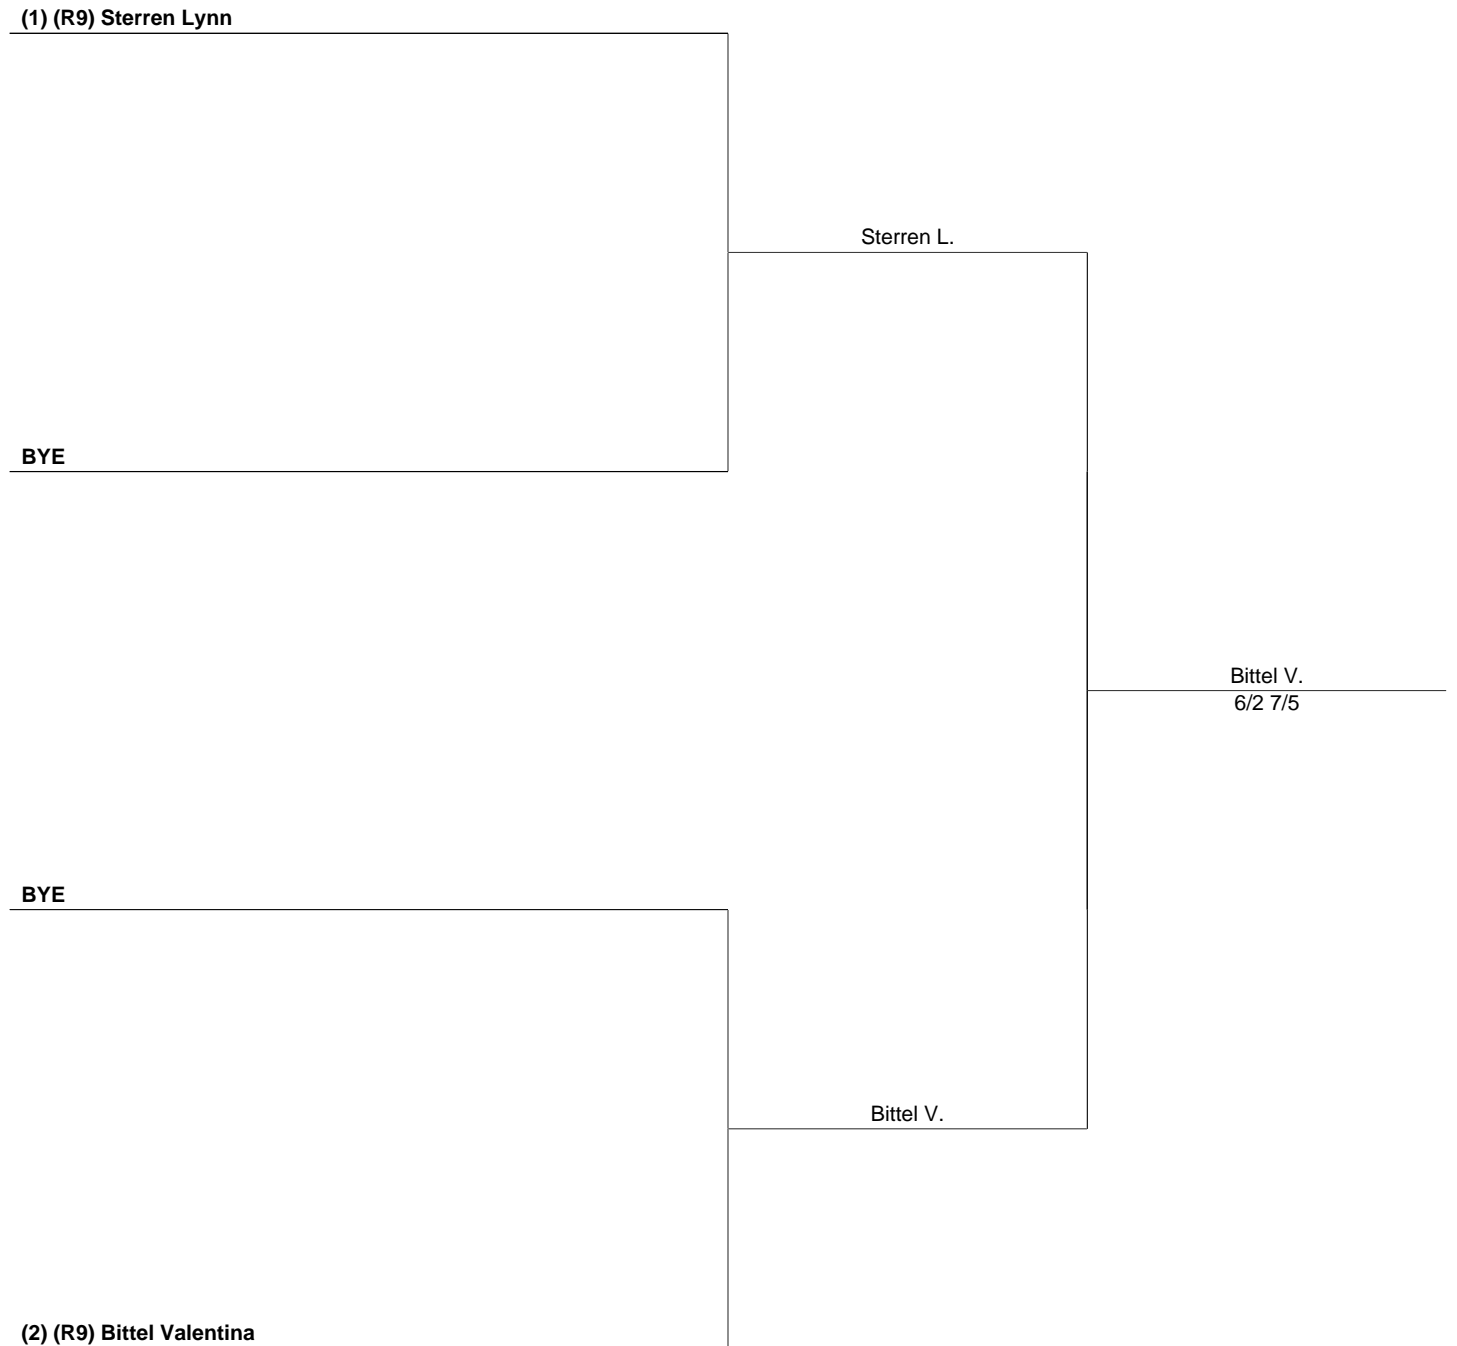 (1) (R9) Sterren Lynn
Sterren L.
BYE
Bittel V.
6/2 7/5
BYE
Bittel V.
(2) (R9) Bittel Valentina